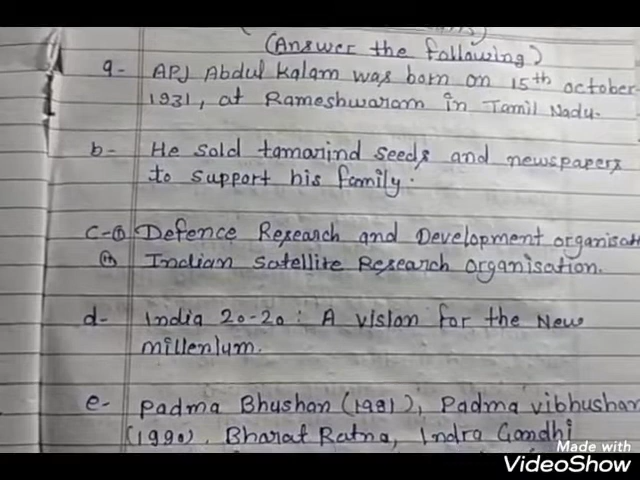 (Answer the following)
a- APJ Abdul Kalam was born on 15th october
1931, at Rameshwaram in Tamil Nadu.
b- He sold tamarind seeds and newspapers
to support his family.
c-(i) Defence Research and Development organisati
(ii) Indian Satellite Research organisation.
d- India 20-20: A vision for the New
millenium.
e- Padma Bhushan (1981), Padma vibhushan
(1990), Bharat Ratna, Indra Gandhi
Made with
VideoShow